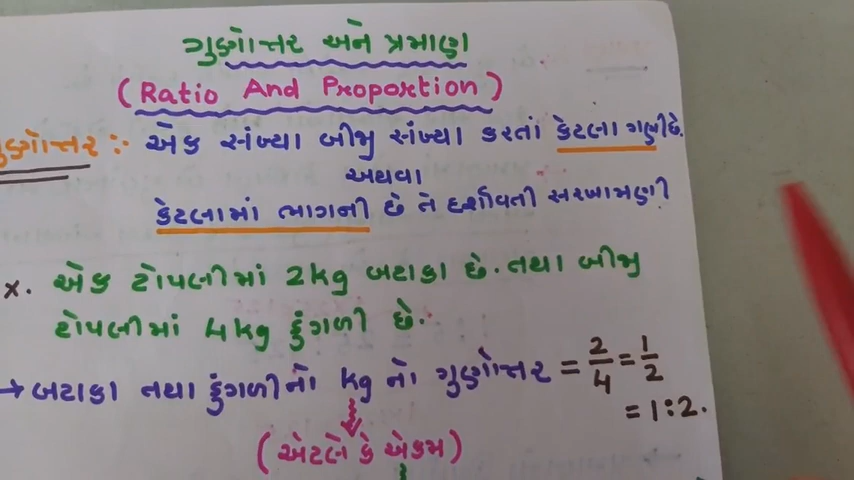 ગુણોત્તર અને પ્રમાણ
(Ratio And Proportion)
ગુણોત્તર :- એક સંખ્યા બીજી સંખ્યા કરતાં કેટલા ગણી છે.
અથવા
કેટલામાં ભાગની છે તે દર્શાવતી સરખામણી
x. એક ટોપલીમાં 2kg બટાકા છે. તથા બીજી
ટોપલીમાં 4kg ડુંગળી છે.
→ બટાકા તથા ડુંગળીનો kg નો ગુણોત્તર = 2/4 = 1/2
= 1:2.
(એટલે કે એકમ)